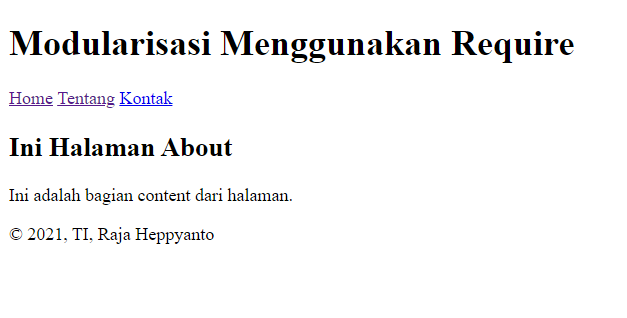 Modularisasi Menggunakan Require
Home Tentang Kontak
Ini Halaman About
Ini adalah bagian content dari halaman.
© 2021, TI, Raja Heppyanto